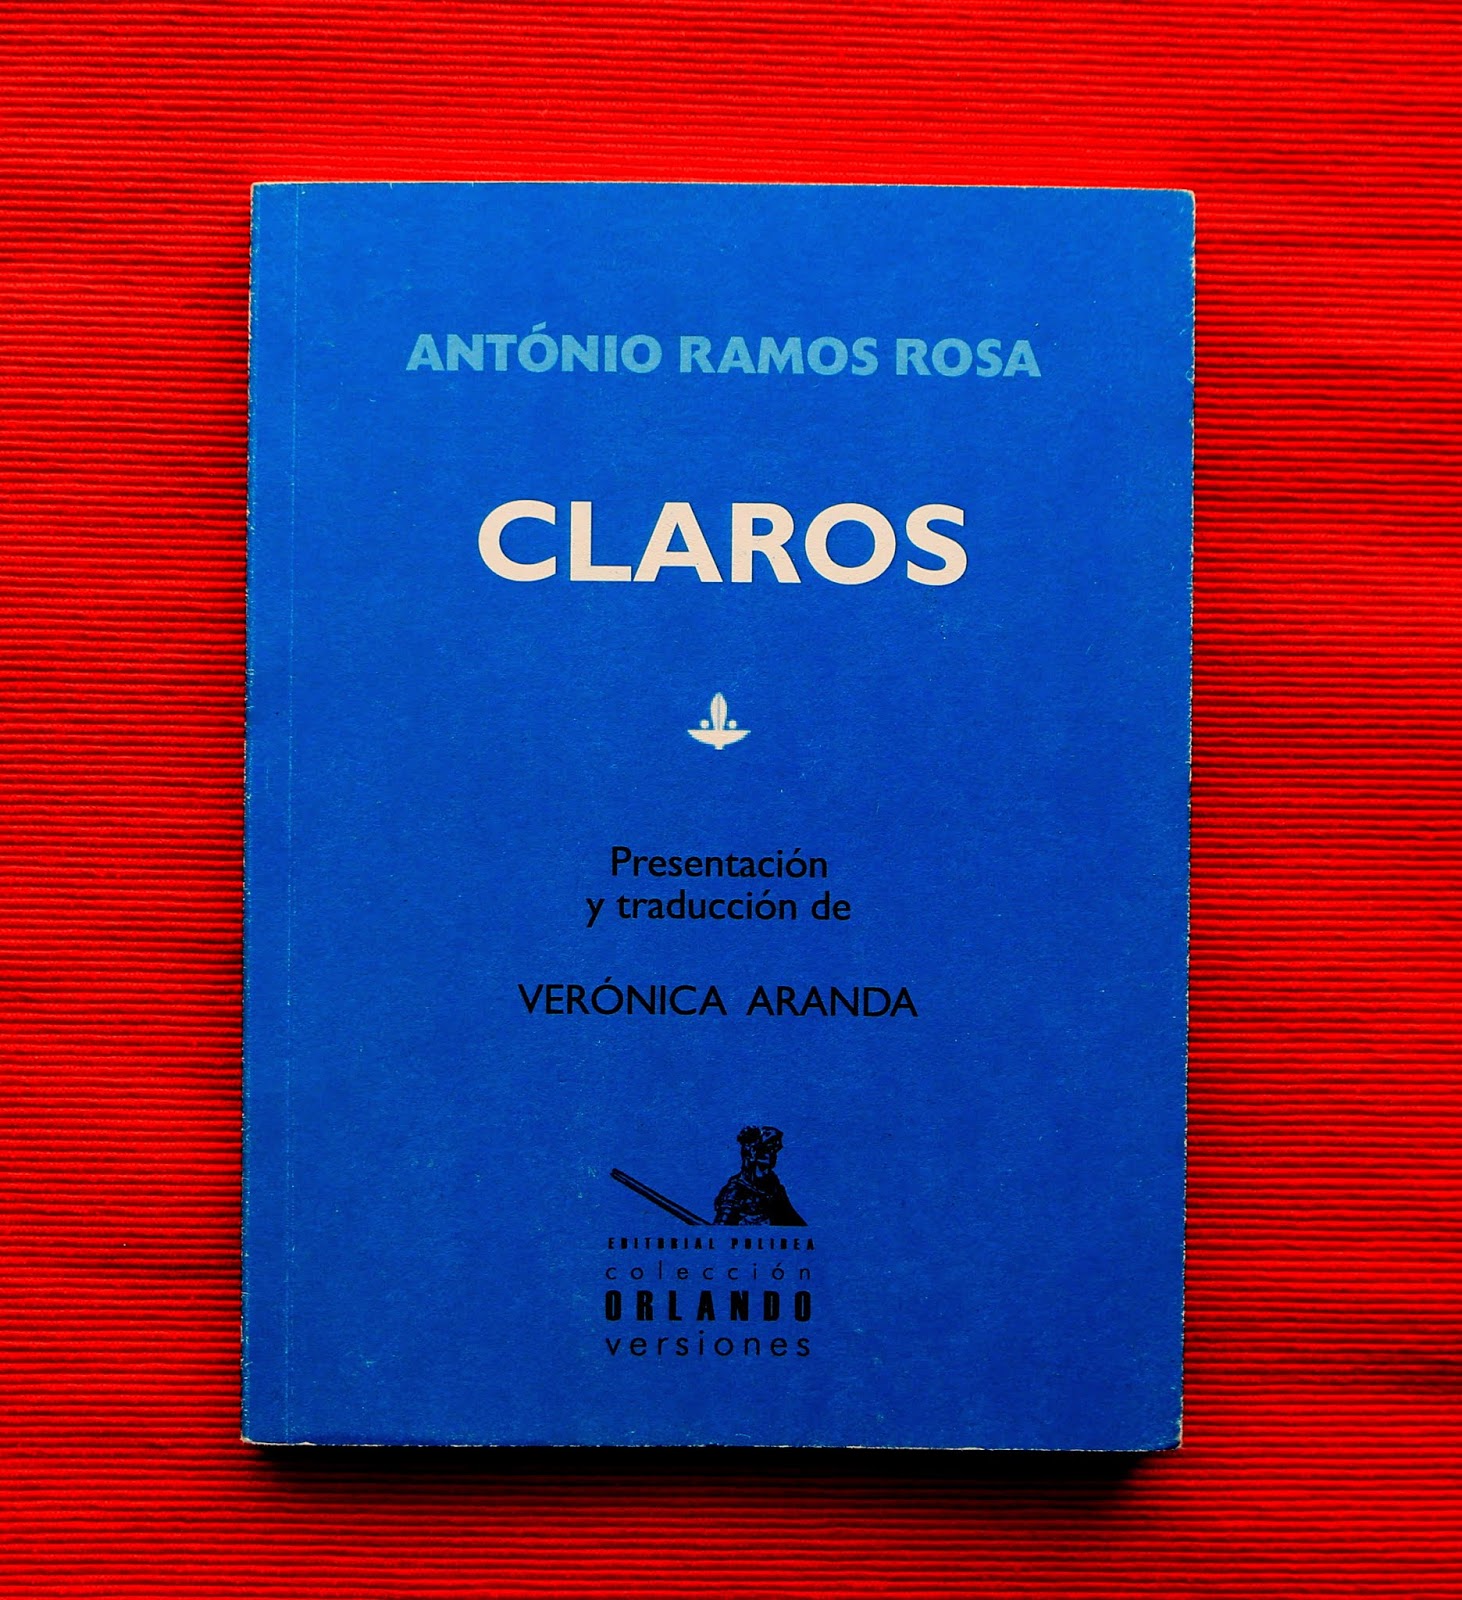 ANTÓNIO RAMOS ROSA
CLAROS
Presentación
y traducción de
VERÓNICA ARANDA
EDITORIAL POLIBEA
colección
ORLANDO
versiones